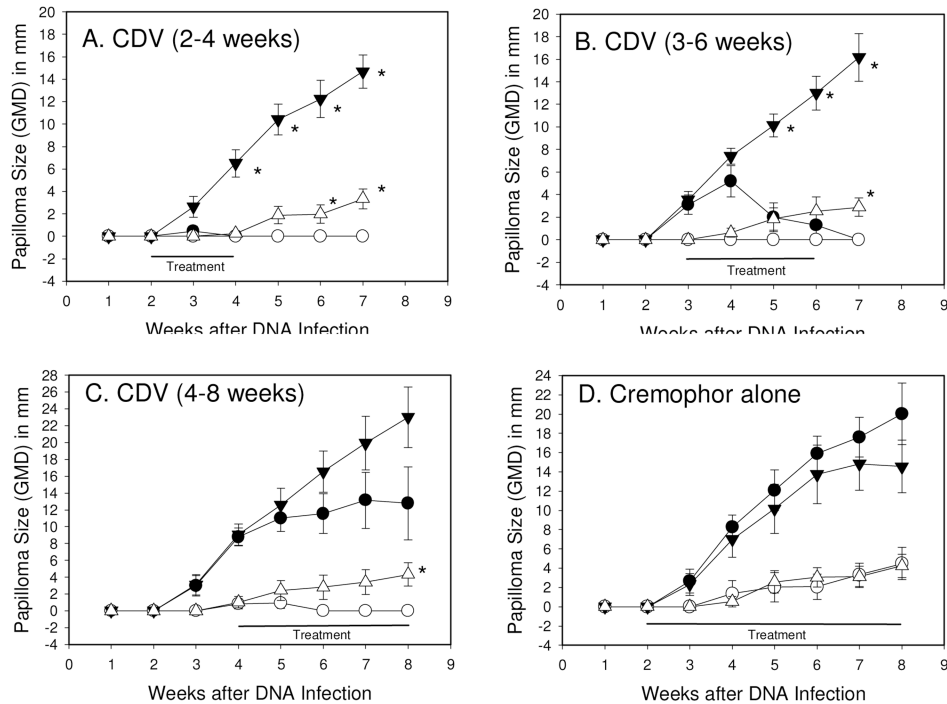 A. CDV (2-4 weeks)
Papilloma Size (GMD) in mm
20
18
16
14
12
10
8
6
4
2
0
-2
-4
* * * * * *
Treatment
0 1 2 3 4 5 6 7 8 9
Weeks after DNA Infection
B. CDV (3-6 weeks)
Papilloma Size (GMD) in mm
20
18
16
14
12
10
8
6
4
2
0
-2
-4
* * * *
Treatment
0 1 2 3 4 5 6 7 8 9
Weeks after DNA Infection
C. CDV (4-8 weeks)
Papilloma Size (GMD) in mm
28
26
24
22
20
18
16
14
12
10
8
6
4
2
0
-2
-4
*
Treatment
0 1 2 3 4 5 6 7 8 9
Weeks after DNA Infection
D. Cremophor alone
Papilloma Size (GMD) in mm
24
22
20
18
16
14
12
10
8
6
4
2
0
-2
-4
Treatment
0 1 2 3 4 5 6 7 8 9
Weeks after DNA Infection